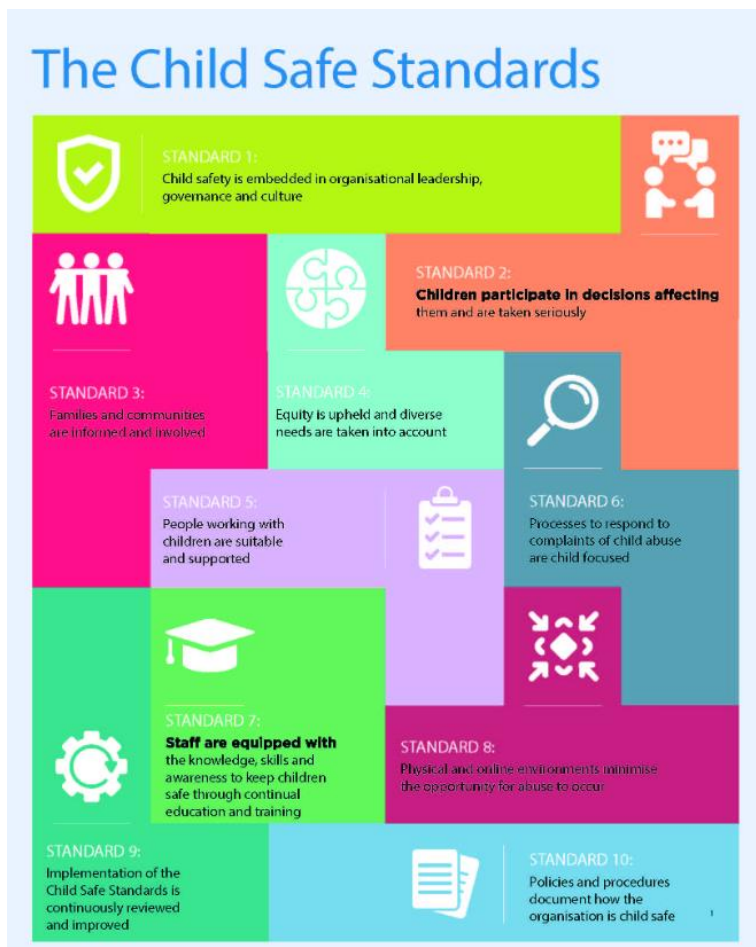 The Child Safe Standards
STANDARD 1:
Child safety is embedded in organisational leadership,
governance and culture
STANDARD 2:
Children participate in decisions affecting
them and are taken seriously
STANDARD 3:
Families and communities
are informed and involved
STANDARD 4:
Equity is upheld and diverse
needs are taken into account
STANDARD 5:
People working with
children are suitable
and supported
STANDARD 6:
Processes to respond to
complaints of child abuse
are child focused
STANDARD 7:
Staff are equipped with
the knowledge, skills and
awareness to keep children
safe through continual
education and training
STANDARD 8:
Physical and online environments minimise
the opportunity for abuse to occur
STANDARD 9:
Implementation of the
Child Safe Standards is
continuously reviewed
and improved
STANDARD 10:
Policies and procedures
document how the
organisation is child safe
1